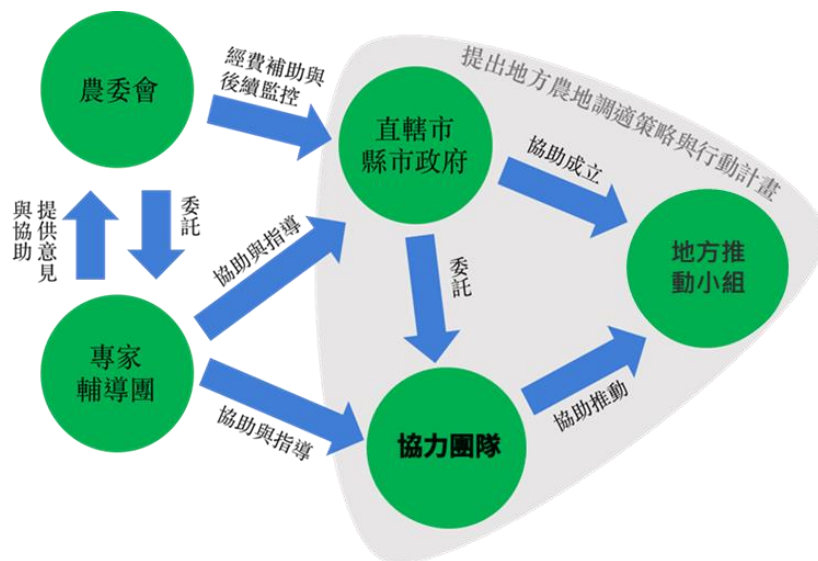 提出地方農地調適策略與行動計畫
農委會
經費補助與
後續監控
直轄市
縣市政府
協助成立
地方推
動小組
提供意見
與協助
委託
協助與指導
委託
專家
輔導團
協助與指導
協力團隊
協助推動